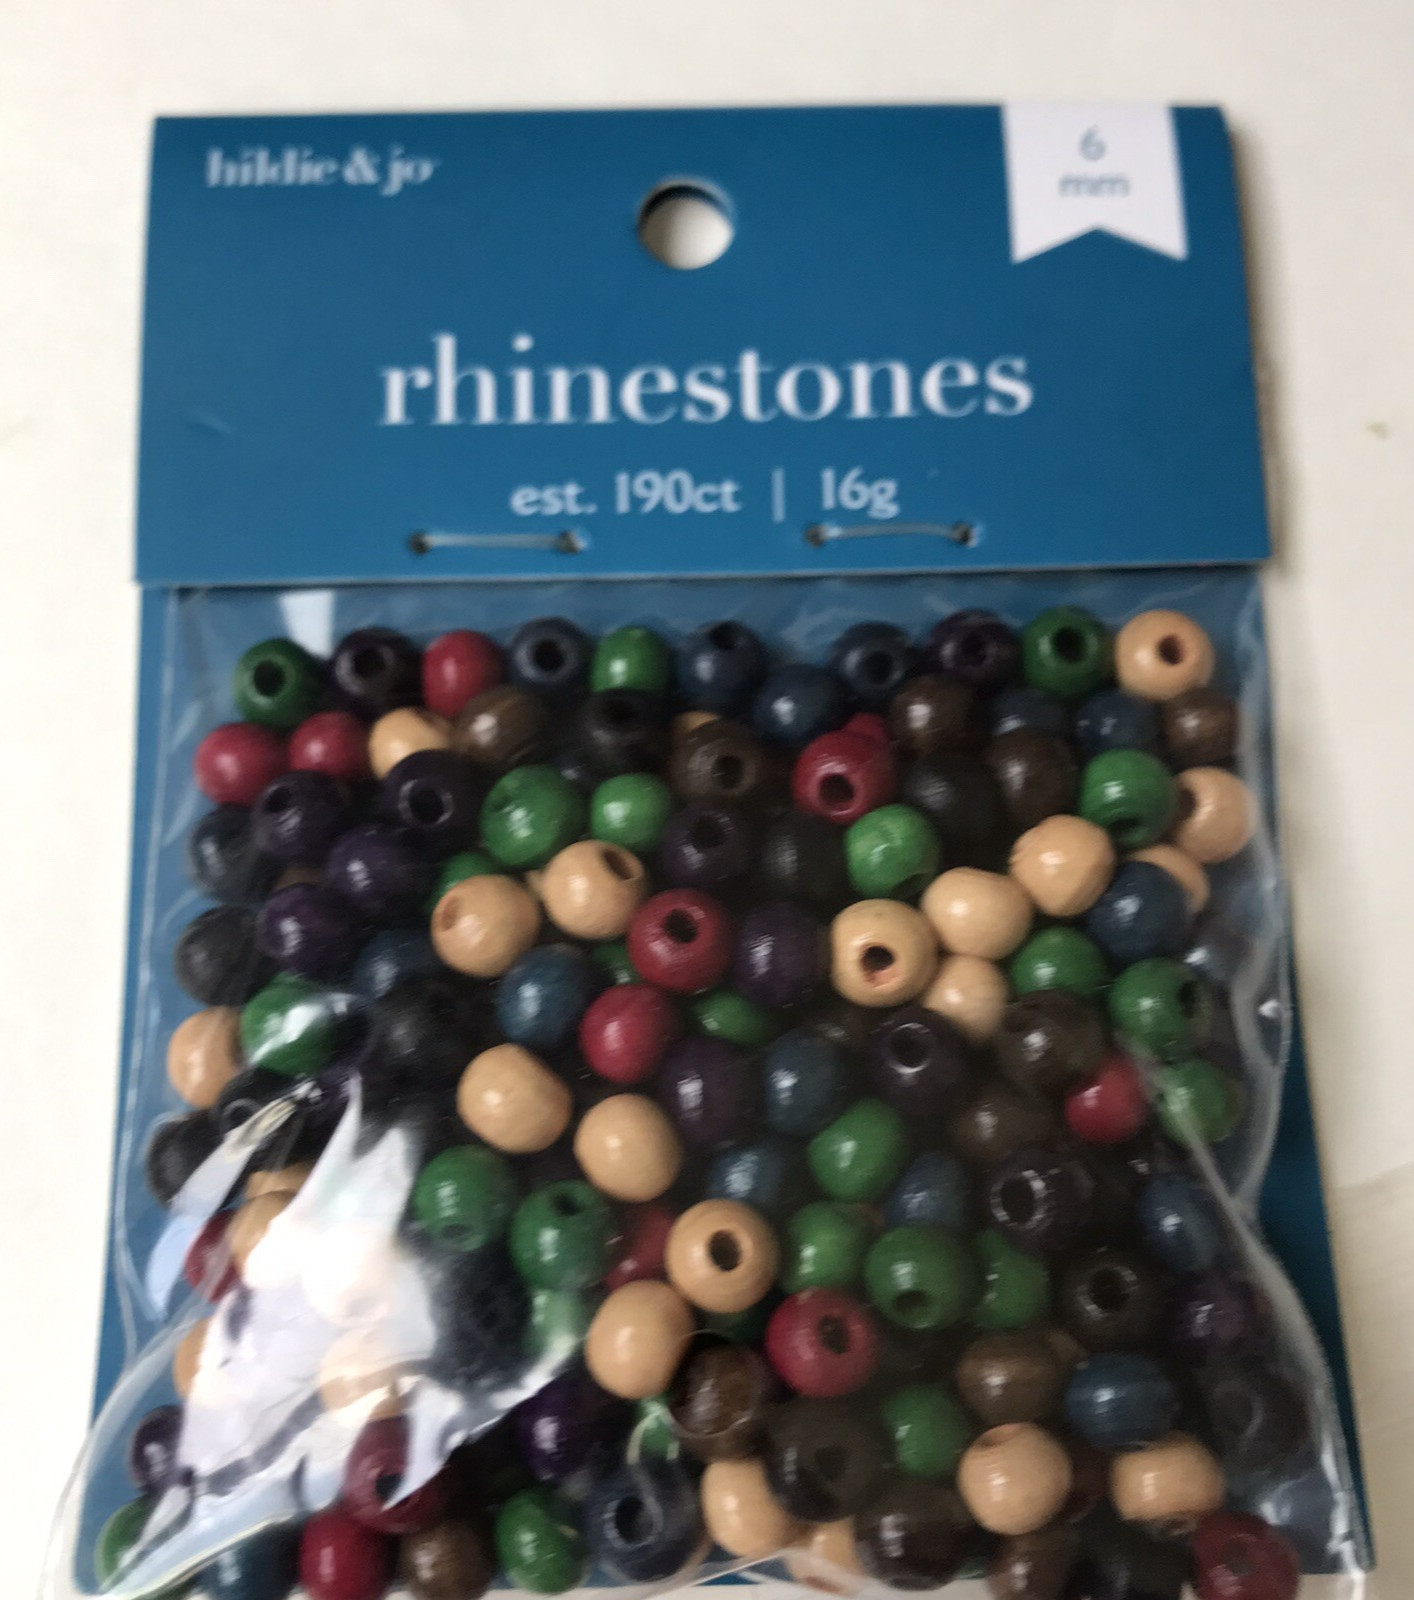 hildie & jo
6
mm
rhinestones
est. 190ct | 16g